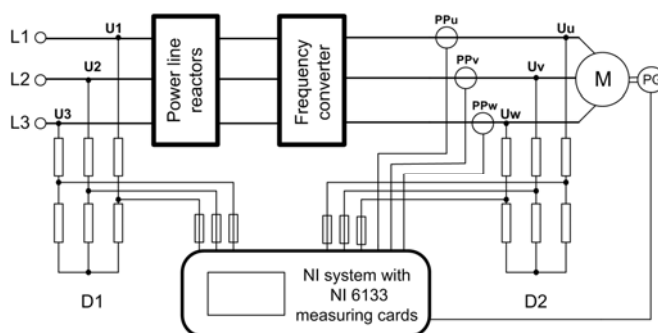 L1
U1
Power line
reactors
Frequency
converter
PPu
Uu
L2
U2
PPv
Uv
M
PG
L3
U3
PPw
Uw
D1
NI system with
NI 6133
measuring cards
D2